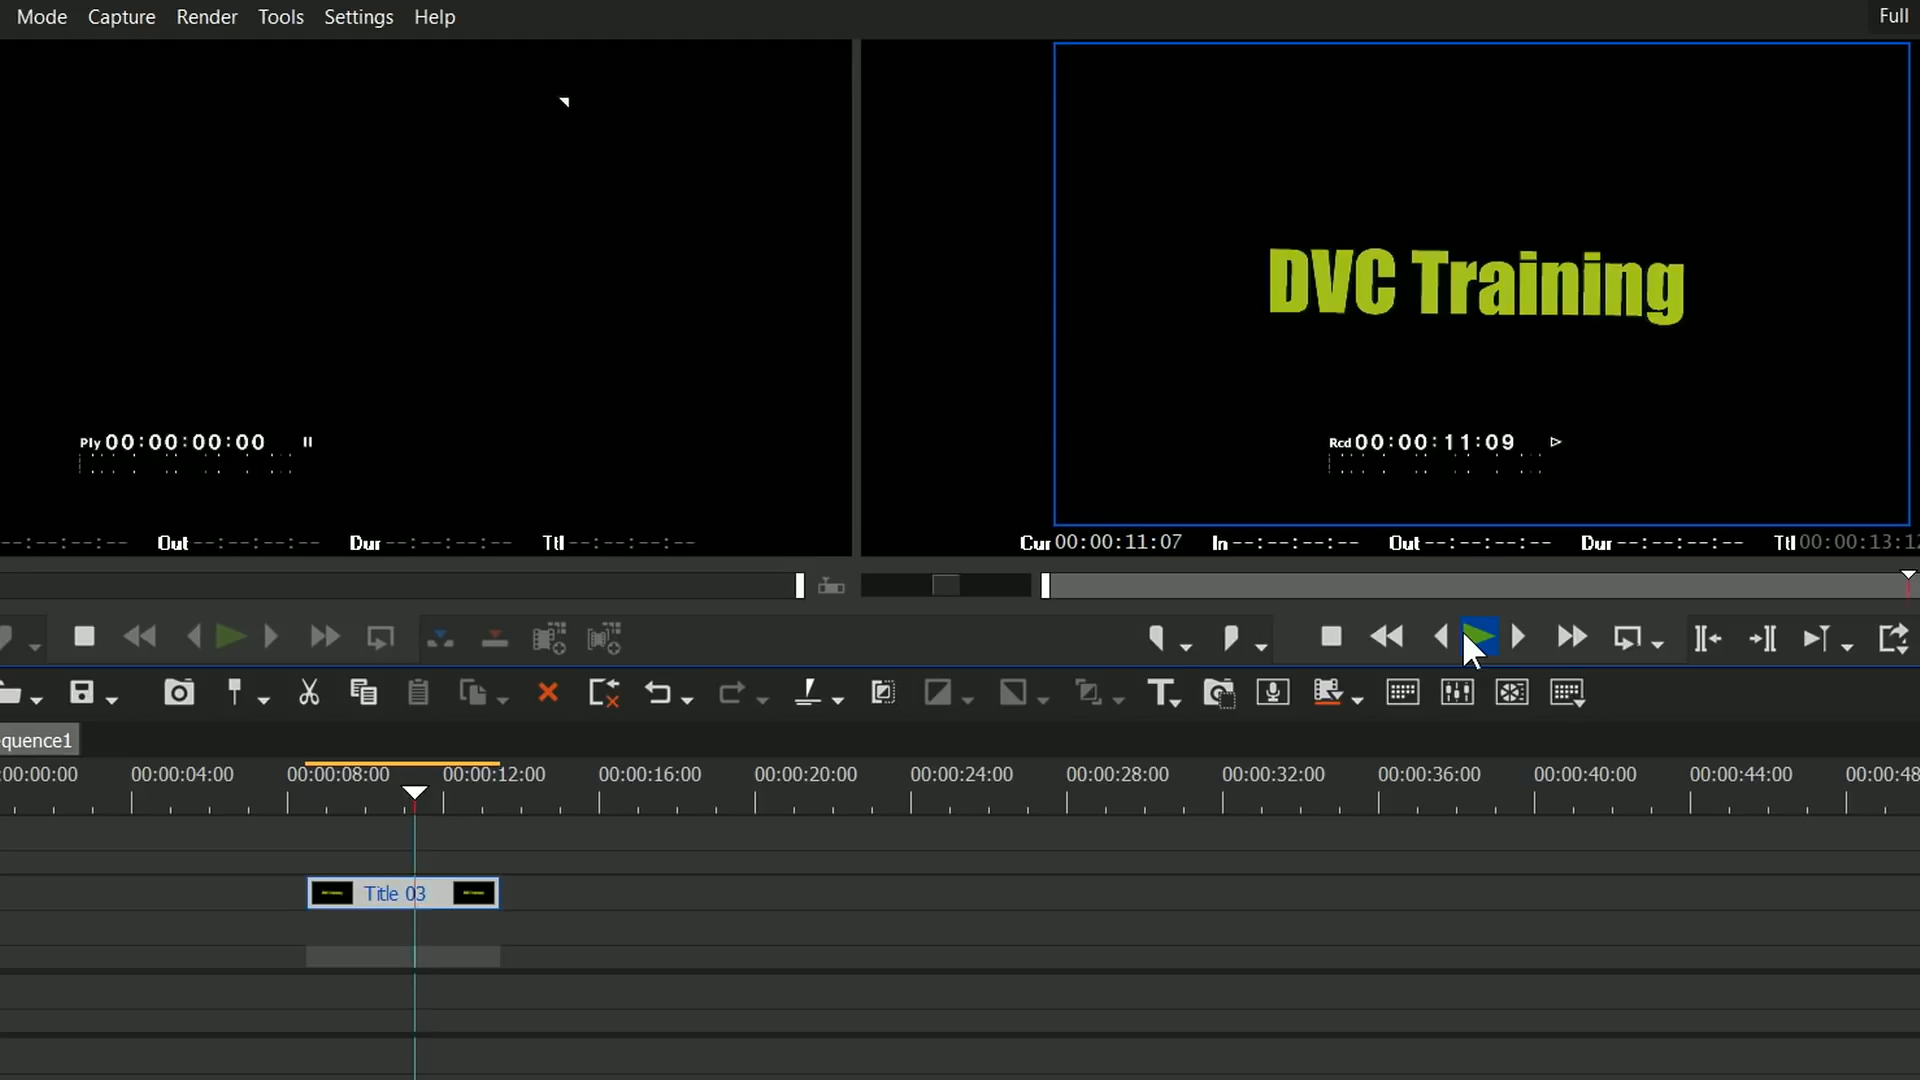 Mode Capture Render Tools Settings Help Full
DVC Training
Ply 00:00:00:00
Rcd 00:00:11:09
--:--:--:-- Out --:--:--:-- Dur --:--:--:-- Ttl --:--:--:--
Cur 00:00:11:07 In --:--:--:-- Out --:--:--:-- Dur --:--:--:-- Ttl 00:00:13:12
equence1
:00:00:00 00:00:04:00 00:00:08:00 00:00:12:00 00:00:16:00 00:00:20:00 00:00:24:00 00:00:28:00 00:00:32:00 00:00:36:00 00:00:40:00 00:00:44:00 00:00:48
Title 03